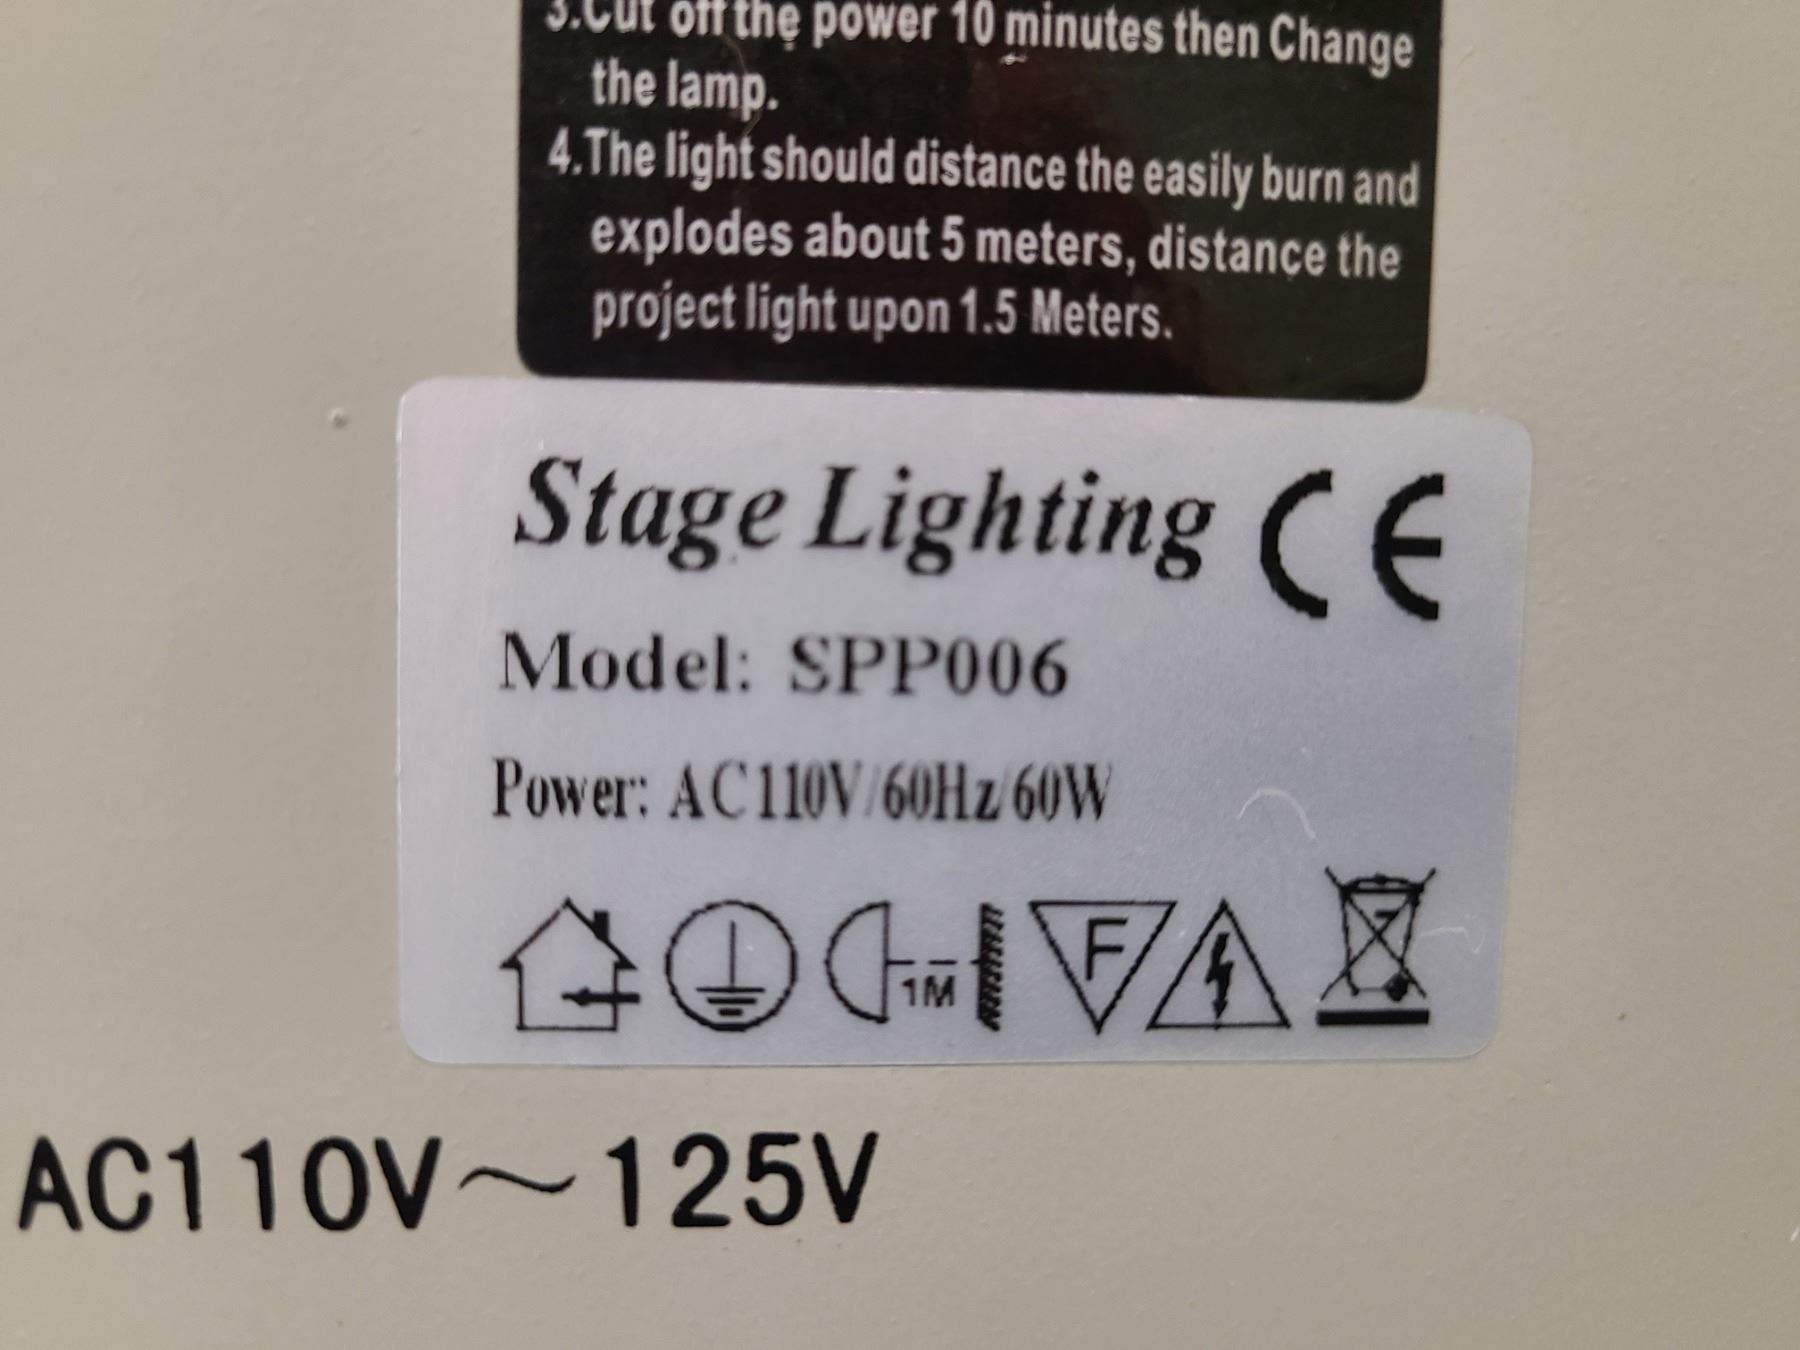 3.Cut off the power 10 minutes then Change
the lamp.
4.The light should distance the easily burn and
explodes about 5 meters, distance the
project light upon 1.5 Meters.
Stage Lighting CE
Model: SPP006
Power: AC110V/60Hz/60W
1M F
AC110V~125V